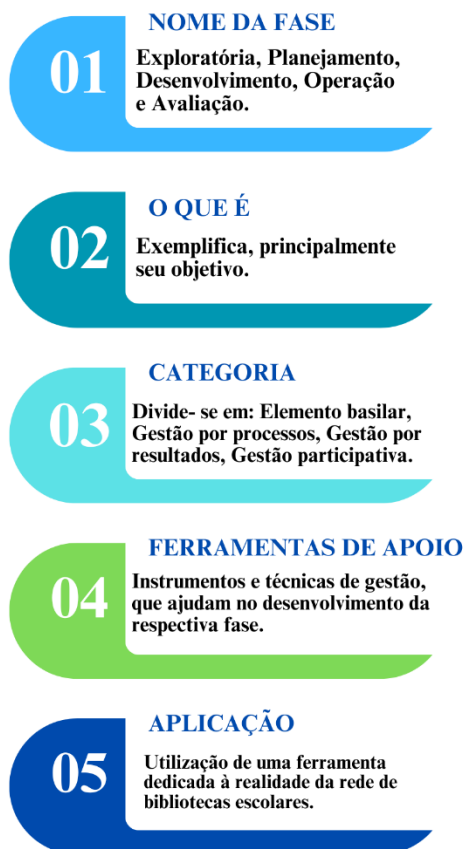 NOME DA FASE
01
Exploratória, Planejamento,
Desenvolvimento, Operação
e Avaliação.
O QUE É
02
Exemplifica, principalmente
seu objetivo.
CATEGORIA
03
Divide- se em: Elemento basilar,
Gestão por processos, Gestão por
resultados, Gestão participativa.
FERRAMENTAS DE APOIO
04
Instrumentos e técnicas de gestão,
que ajudam no desenvolvimento da
respectiva fase.
APLICAÇÃO
05
Utilização de uma ferramenta
dedicada à realidade da rede de
bibliotecas escolares.